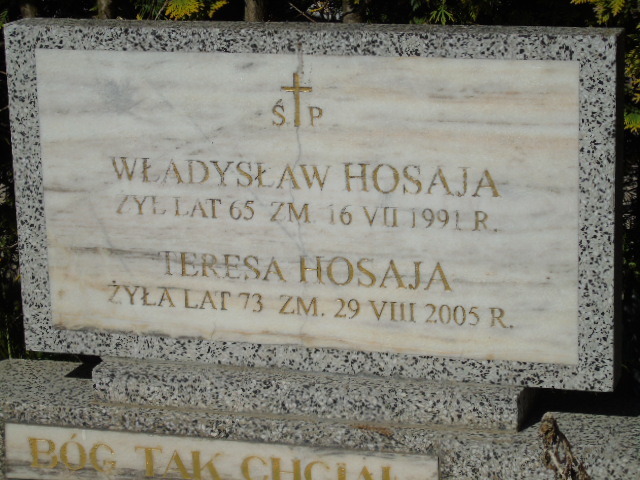 Ś P
WŁADYSŁAW HOSAJA
ŻYŁ LAT 65 ZM. 16 VII 1991 R.
TERESA HOSAJA
ŻYŁA LAT 73 ZM. 29 VIII 2005 R.
BÓG TAK CHCIAŁ